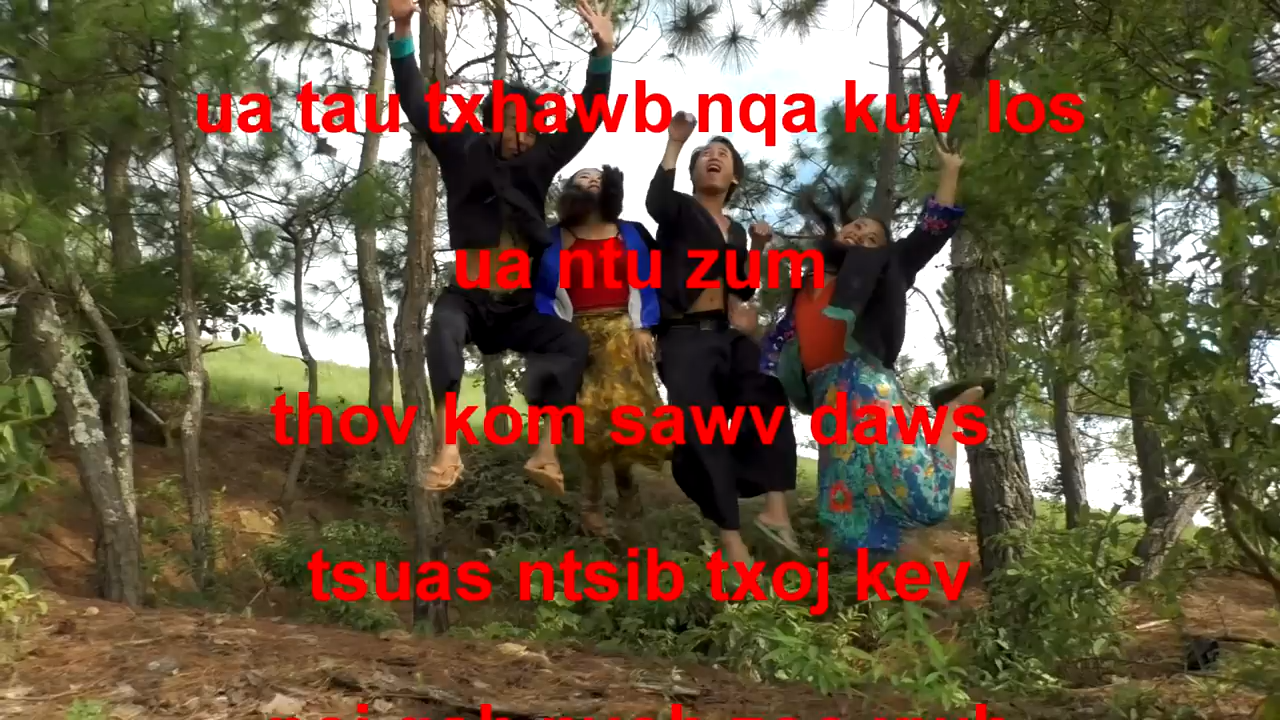 ua tau txhawb nqa kuv los
ua ntu zum
thov kom sawv daws
tsuas ntsib txoj kev